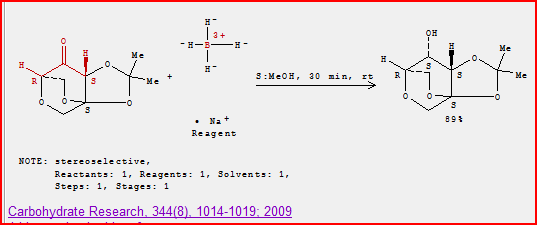 O
H
H
R
S
S
O
O
O
O
Me
Me
+
H⁻
⁻H
B
3+
H⁻
H⁻
• Na⁺
Reagent
S:MeOH, 30 min, rt
OH
H
H
R
S
S
S
O
O
O
O
Me
Me
89%
NOTE: stereoselective,
Reactants: 1, Reagents: 1, Solvents: 1,
Steps: 1, Stages: 1
Carbohydrate Research, 344(8), 1014-1019; 2009